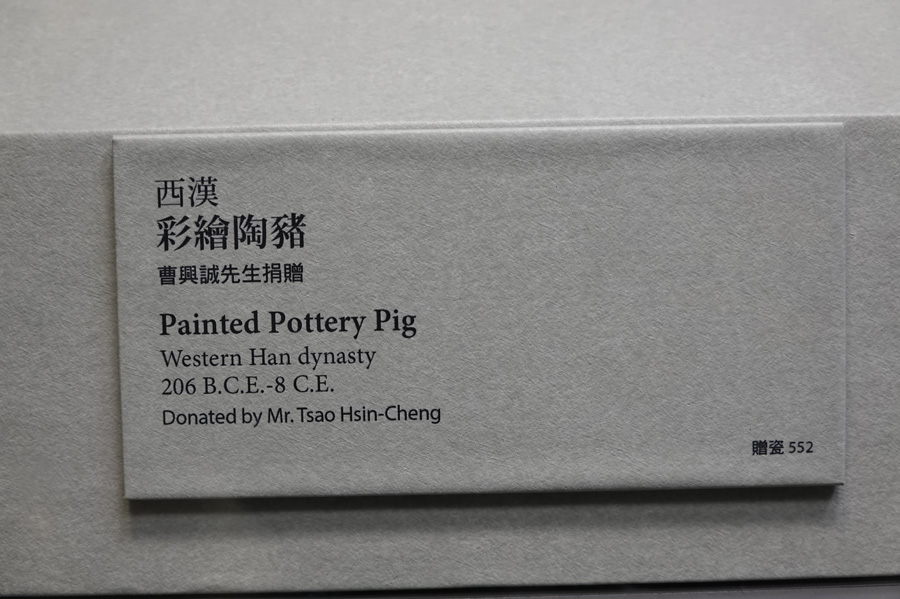 西漢
彩繪陶豬
曹興誠先生捐贈
Painted Pottery Pig
Western Han dynasty
206 B.C.E.-8 C.E.
Donated by Mr. Tsao Hsin-Cheng
贈瓷 552